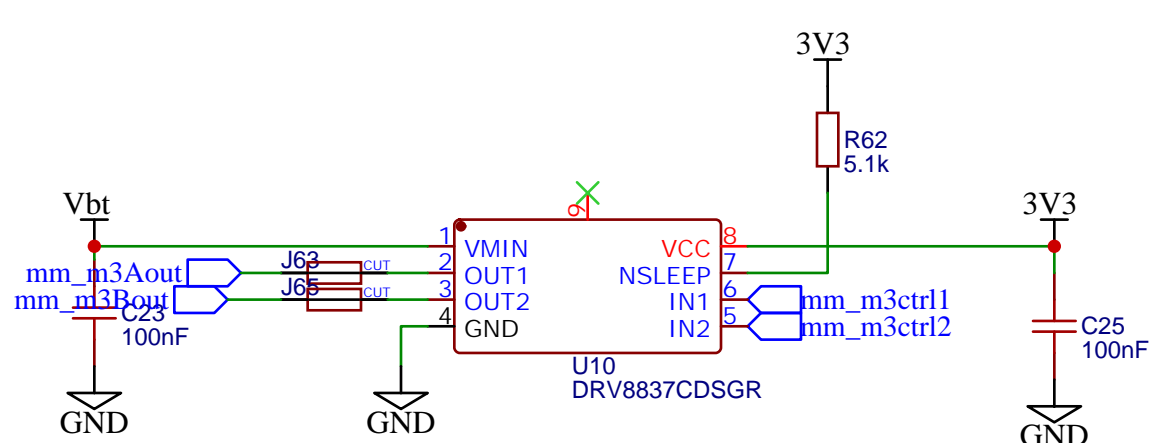 3V3
R62
5.1k
Vbt
9
3V3
1
VMIN
VCC
8
mm_m3Aout
J63
CUT
2
OUT1
NSLEEP
7
mm_m3Bout
J65
CUT
3
OUT2
IN1
6
mm_m3ctrl1
C23
100nF
4
GND
IN2
5
mm_m3ctrl2
C25
100nF
U10
DRV8837CDSGR
GND
GND
GND